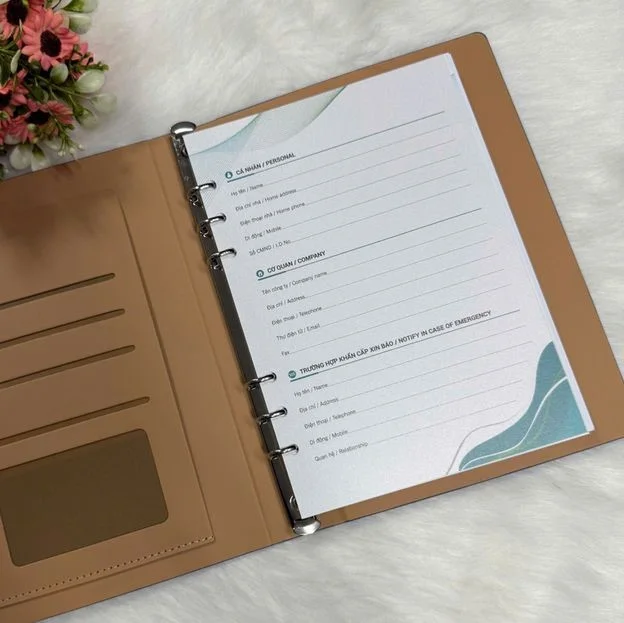 CÁ NHÂN / PERSONAL
Họ tên / Name
Địa chỉ nhà / Home address
Điện thoại nhà / Home phone
Di động / Mobile
Số CMND / I.D No.
CƠ QUAN / COMPANY
Tên công ty / Company name
Địa chỉ / Address
Điện thoại / Telephone
Thư điện tử / Email
Fax
TRƯỜNG HỢP KHẨN CẤP XIN BÁO / NOTIFY IN CASE OF EMERGENCY
Họ tên / Name
Địa chỉ / Address
Điện thoại / Telephone
Di động / Mobile
Quan hệ / Relationship